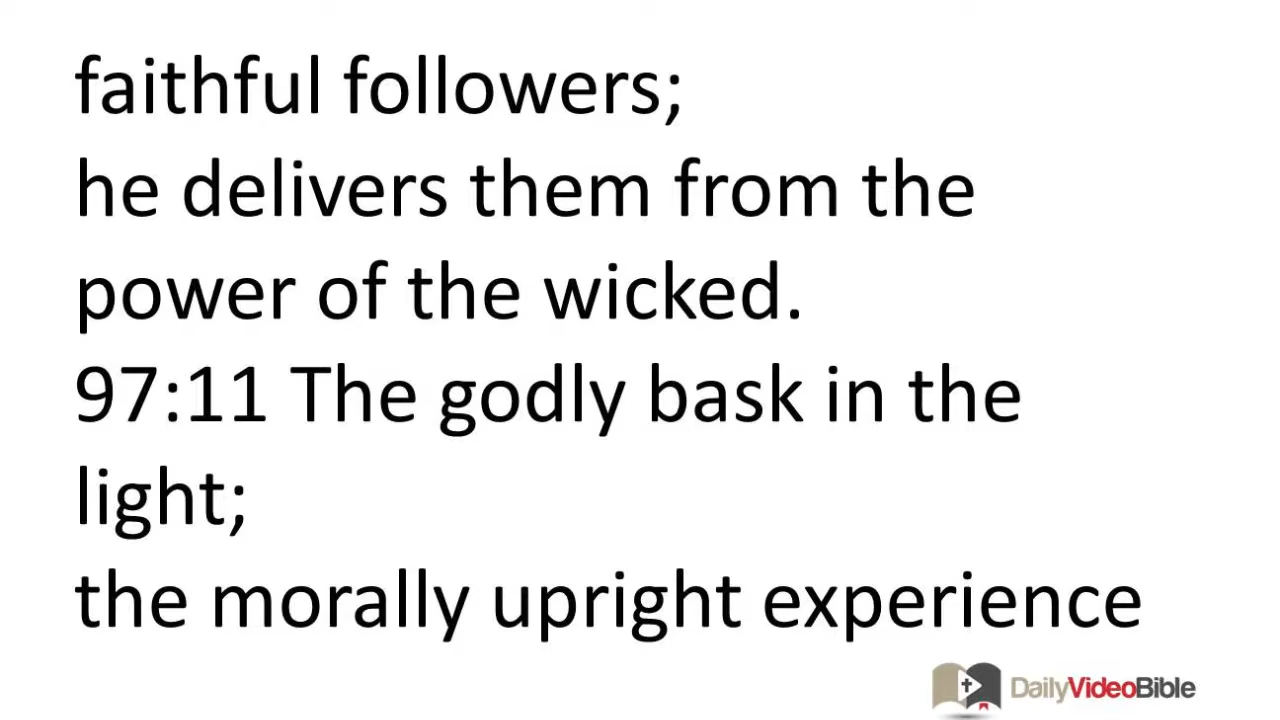 faithful followers;
he delivers them from the
power of the wicked.
97:11 The godly bask in the
light;
the morally upright experience
DailyVideoBible